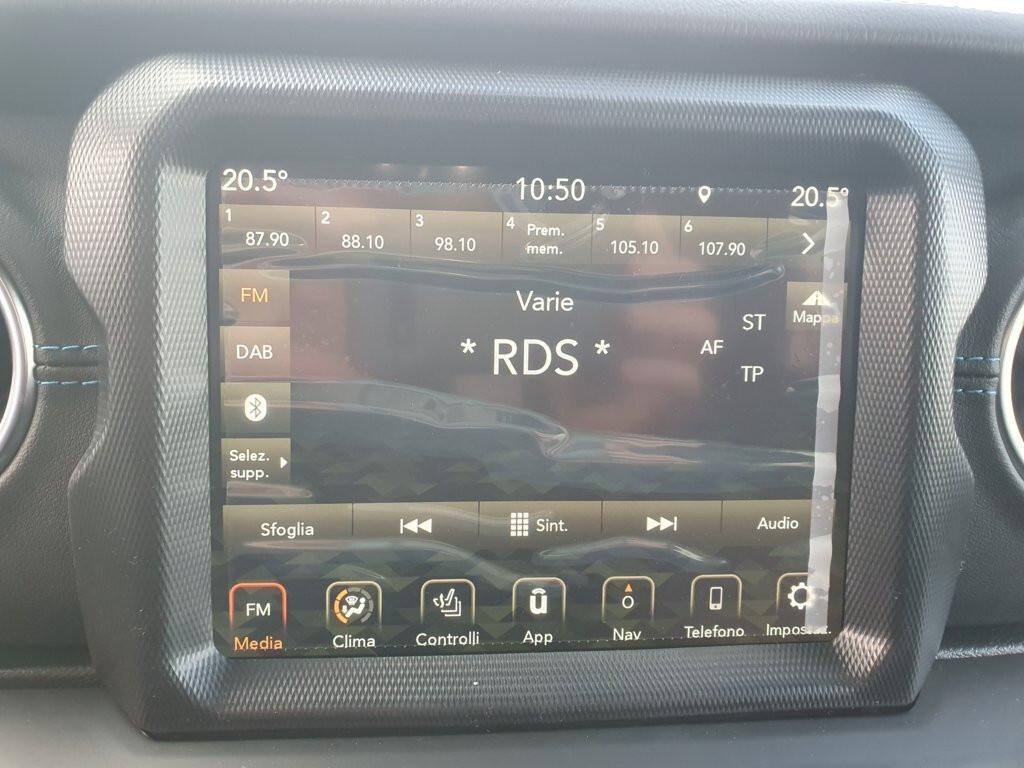 20.5° 10:50 20.5°
1 2 3 4 Prem. 5 6
87.90 88.10 98.10 mem. 105.10 107.90
FM Varie Mappa
ST
DAB * RDS * AF
TP
Selez.
supp.
Sfoglia Sint. Audio
FM
Media Clima Controlli App Nav Telefono Impostaz.